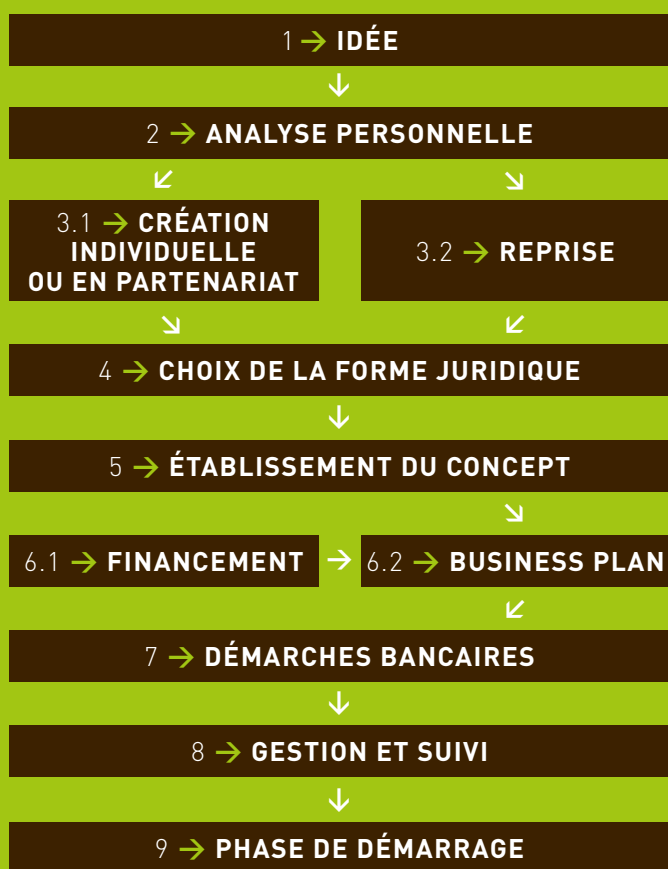 1 → IDÉE
2 → ANALYSE PERSONNELLE
3.1 → CRÉATION
INDIVIDUELLE
OU EN PARTENARIAT
3.2 → REPRISE
4 → CHOIX DE LA FORME JURIDIQUE
5 → ÉTABLISSEMENT DU CONCEPT
6.1 → FINANCEMENT → 6.2 → BUSINESS PLAN
7 → DÉMARCHES BANCAIRES
8 → GESTION ET SUIVI
9 → PHASE DE DÉMARRAGE